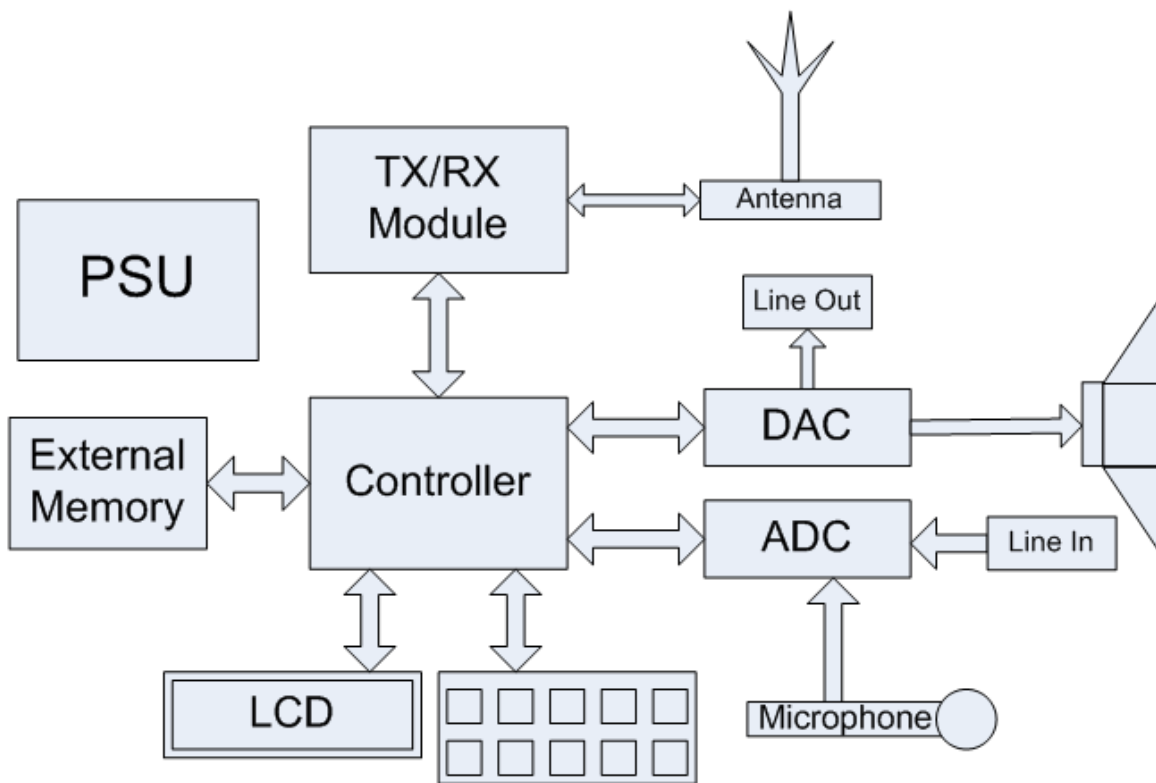 TX/RX
Module
Antenna
PSU
Line Out
External
Memory
Controller
DAC
ADC
Line In
LCD
Microphone